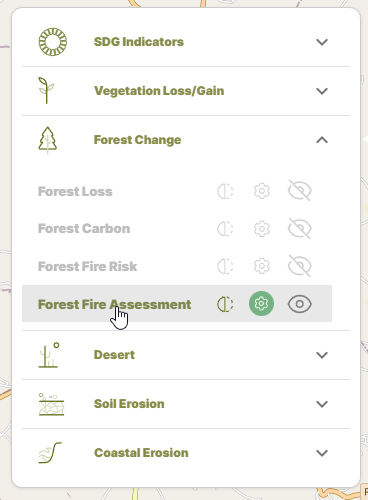 SDG Indicators
Vegetation Loss/Gain
Forest Change
Forest Loss
Forest Carbon
Forest Fire Risk
Forest Fire Assessment
Desert
Soil Erosion
Coastal Erosion